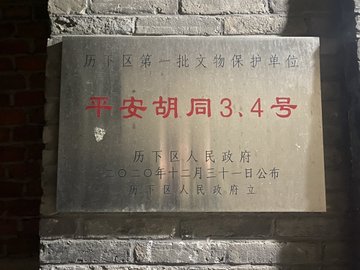 历下区第一批文物保护单位
平安胡同3、4号
历下区人民政府
二〇二〇年十二月三十一日公布
历下区人民政府立